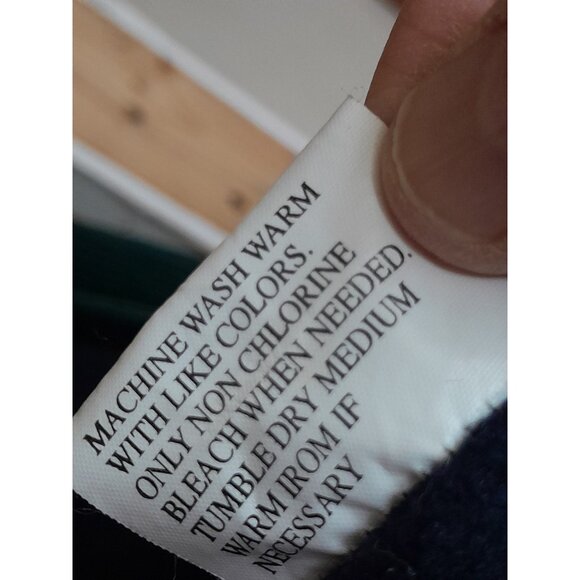 MACHINE WASH WARM
WITH LIKE COLORS.
ONLY NON CHLORINE
BLEACH WHEN NEEDED.
TUMBLE DRY MEDIUM
WARM IROM IF
NECESSARY